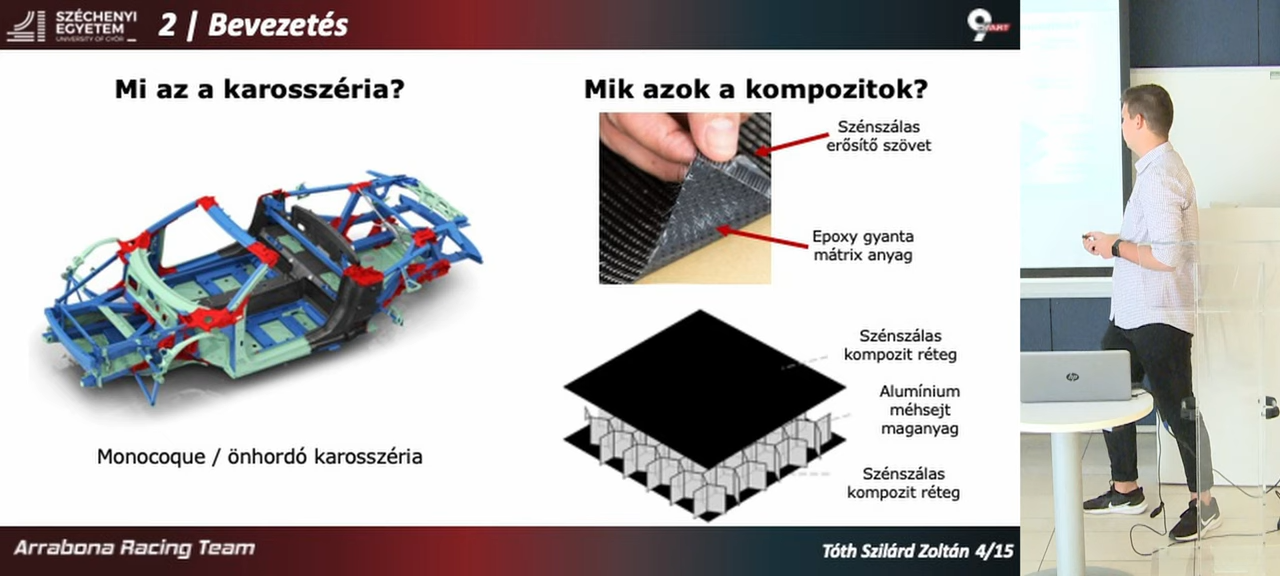 SZÉCHENYI
EGYETEM
UNIVERSITY OF GYŐR
2 | Bevezetés
Mi az a karosszéria?
Mik azok a kompozitok?
Szénszálas
erősítő szövet
Epoxy gyanta
mátrix anyag
Szénszálas
kompozit réteg
Alumínium
méhsejt
maganyag
Szénszálas
kompozit réteg
Monocoque / önhordó karosszéria
Arrabona Racing Team
Tóth Szilárd Zoltán 4/15
hp